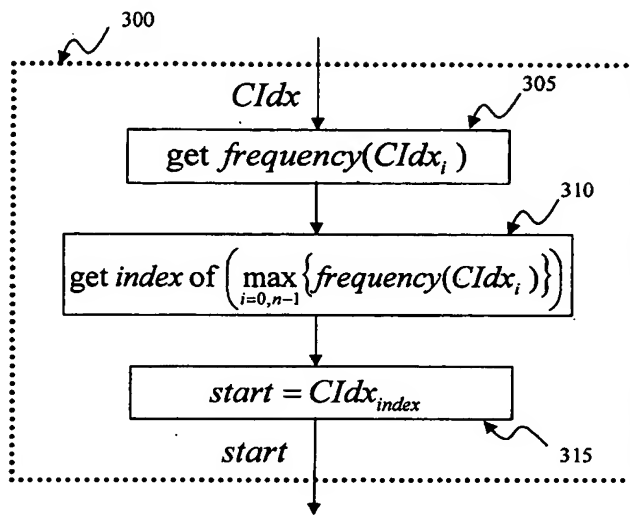 300
CIdx
305
get frequency(CIdx_i)
310
get index of (max_{i=0,n−1}{frequency(CIdx_i)})
start = CIdx_index
start
315